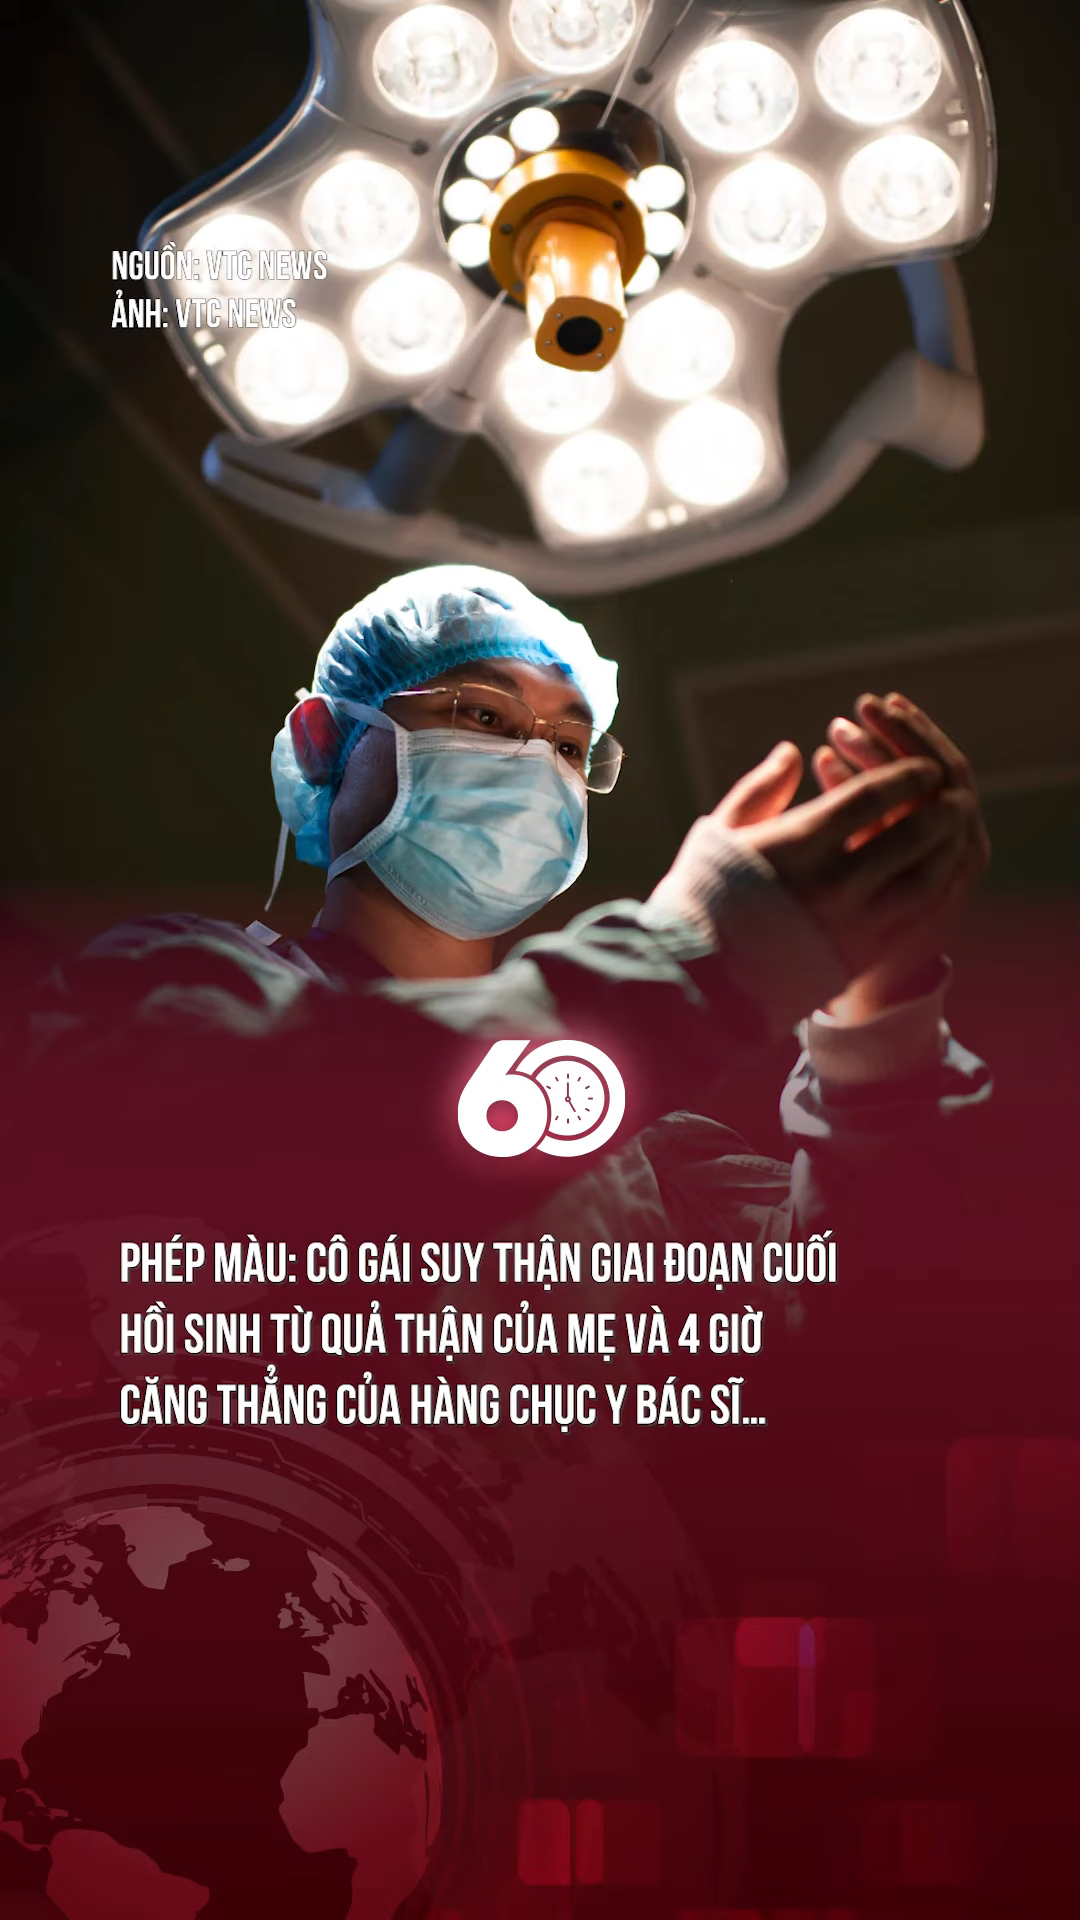 NGUỒN: VTC NEWS
ẢNH: VTC NEWS
60
PHÉP MÀU: CÔ GÁI SUY THẬN GIAI ĐOẠN CUỐI
HỒI SINH TỪ QUẢ THẬN CỦA MẸ VÀ 4 GIỜ
CĂNG THẲNG CỦA HÀNG CHỤC Y BÁC SĨ...